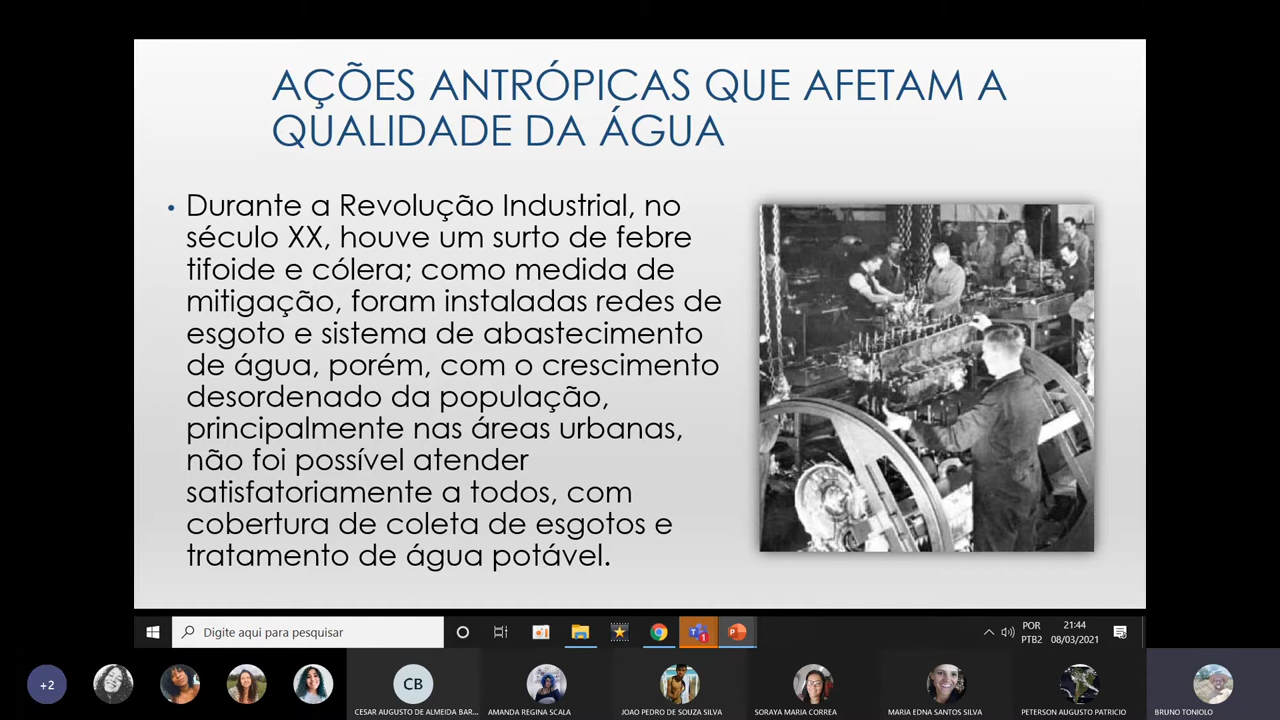 AÇÕES ANTRÓPICAS QUE AFETAM A
QUALIDADE DA ÁGUA
• Durante a Revolução Industrial, no
século XX, houve um surto de febre
tifoide e cólera; como medida de
mitigação, foram instaladas redes de
esgoto e sistema de abastecimento
de água, porém, com o crescimento
desordenado da população,
principalmente nas áreas urbanas,
não foi possível atender
satisfatoriamente a todos, com
cobertura de coleta de esgotos e
tratamento de água potável.
Digite aqui para pesquisar
1
POR
PTB2
21:44
08/03/2021
+2
CB
CESAR AUGUSTO DE ALMEIDA BAR...
AMANDA REGINA SCALA
JOAO PEDRO DE SOUZA SILVA
SORAYA MARIA CORREA
MARIA EDNA SANTOS SILVA
PETERSON AUGUSTO PATRICIO
BRUNO TONIOLO